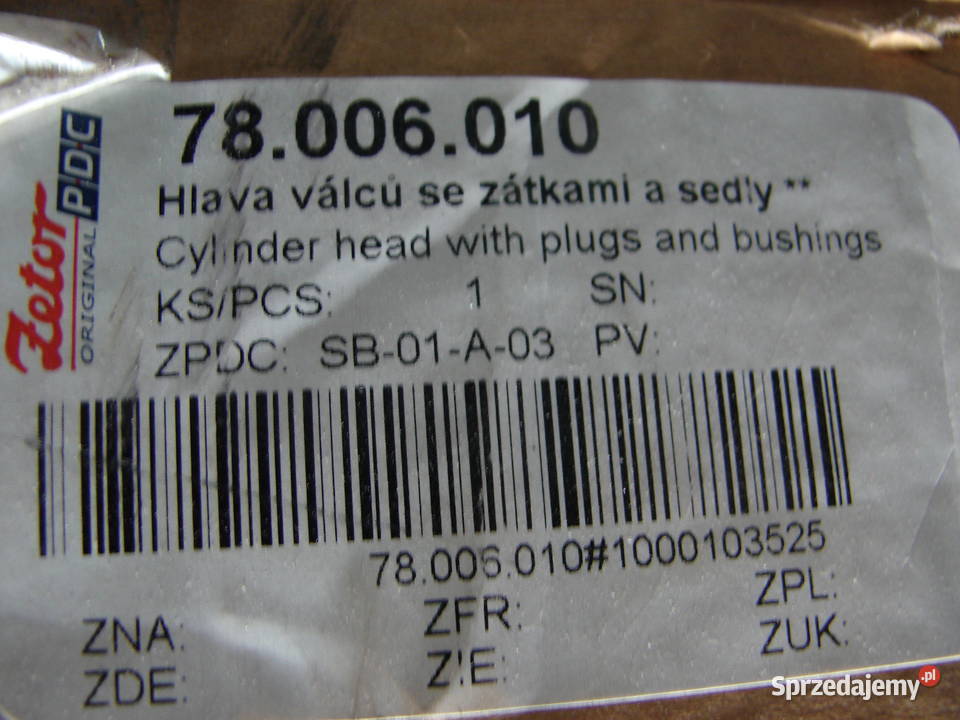 78.006.010
Hlava válců se zátkami a sedly **
Cylinder head with plugs and bushings
KS/PCS: 1 SN:
ZPDC: SB-01-A-03 PV:
78.006.010#1000103525
ZNA: ZFR: ZPL:
ZDE: ZIE: ZUK:
Zetor
ORIGINAL
PDC
Sprzedajemy.pl